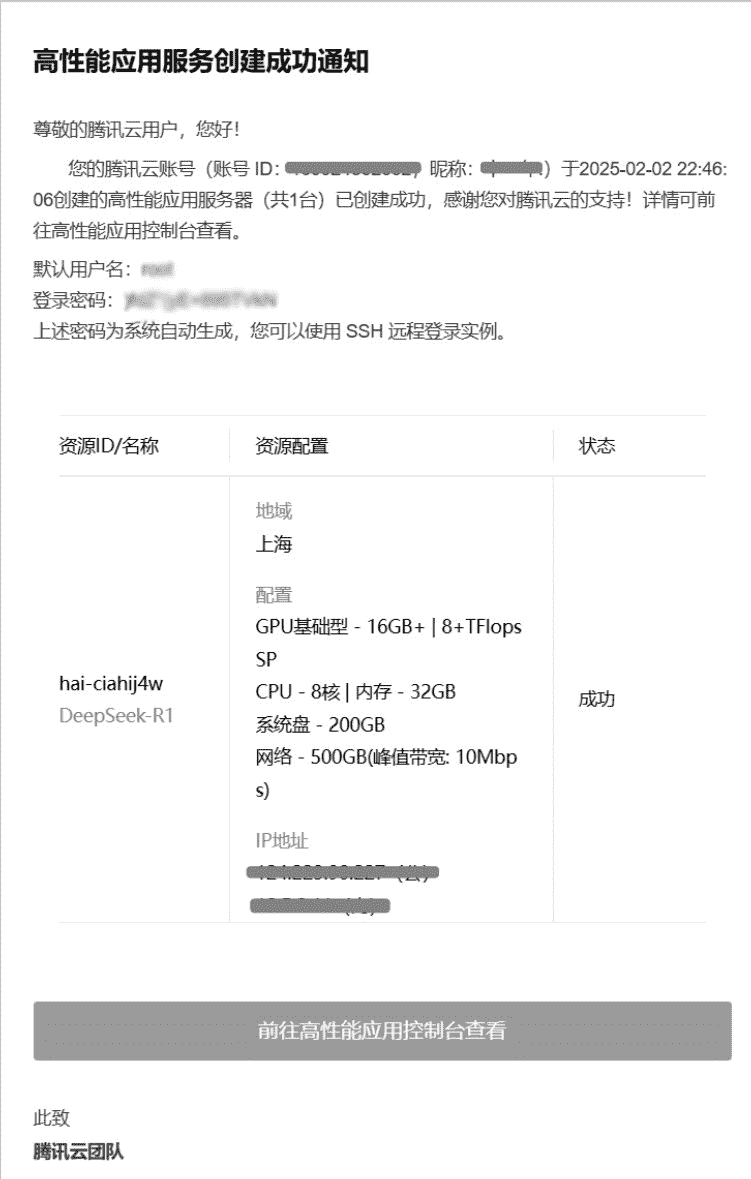 高性能应用服务创建成功通知
尊敬的腾讯云用户，您好！
您的腾讯云账号（账号 ID： 昵称： ）于2025-02-02 22:46:
06创建的高性能应用服务器（共1台）已创建成功，感谢您对腾讯云的支持！详情可前
往高性能应用控制台查看。
默认用户名：
登录密码：
上述密码为系统自动生成，您可以使用 SSH 远程登录实例。
资源ID/名称 资源配置 状态
地域
上海
配置
GPU基础型 - 16GB+ | 8+TFlops
SP
CPU - 8核 | 内存 - 32GB
系统盘 - 200GB
网络 - 500GB(峰值带宽: 10Mbp
s)
IP地址
hai-ciahij4w
DeepSeek-R1
成功
前往高性能应用控制台查看
此致
腾讯云团队